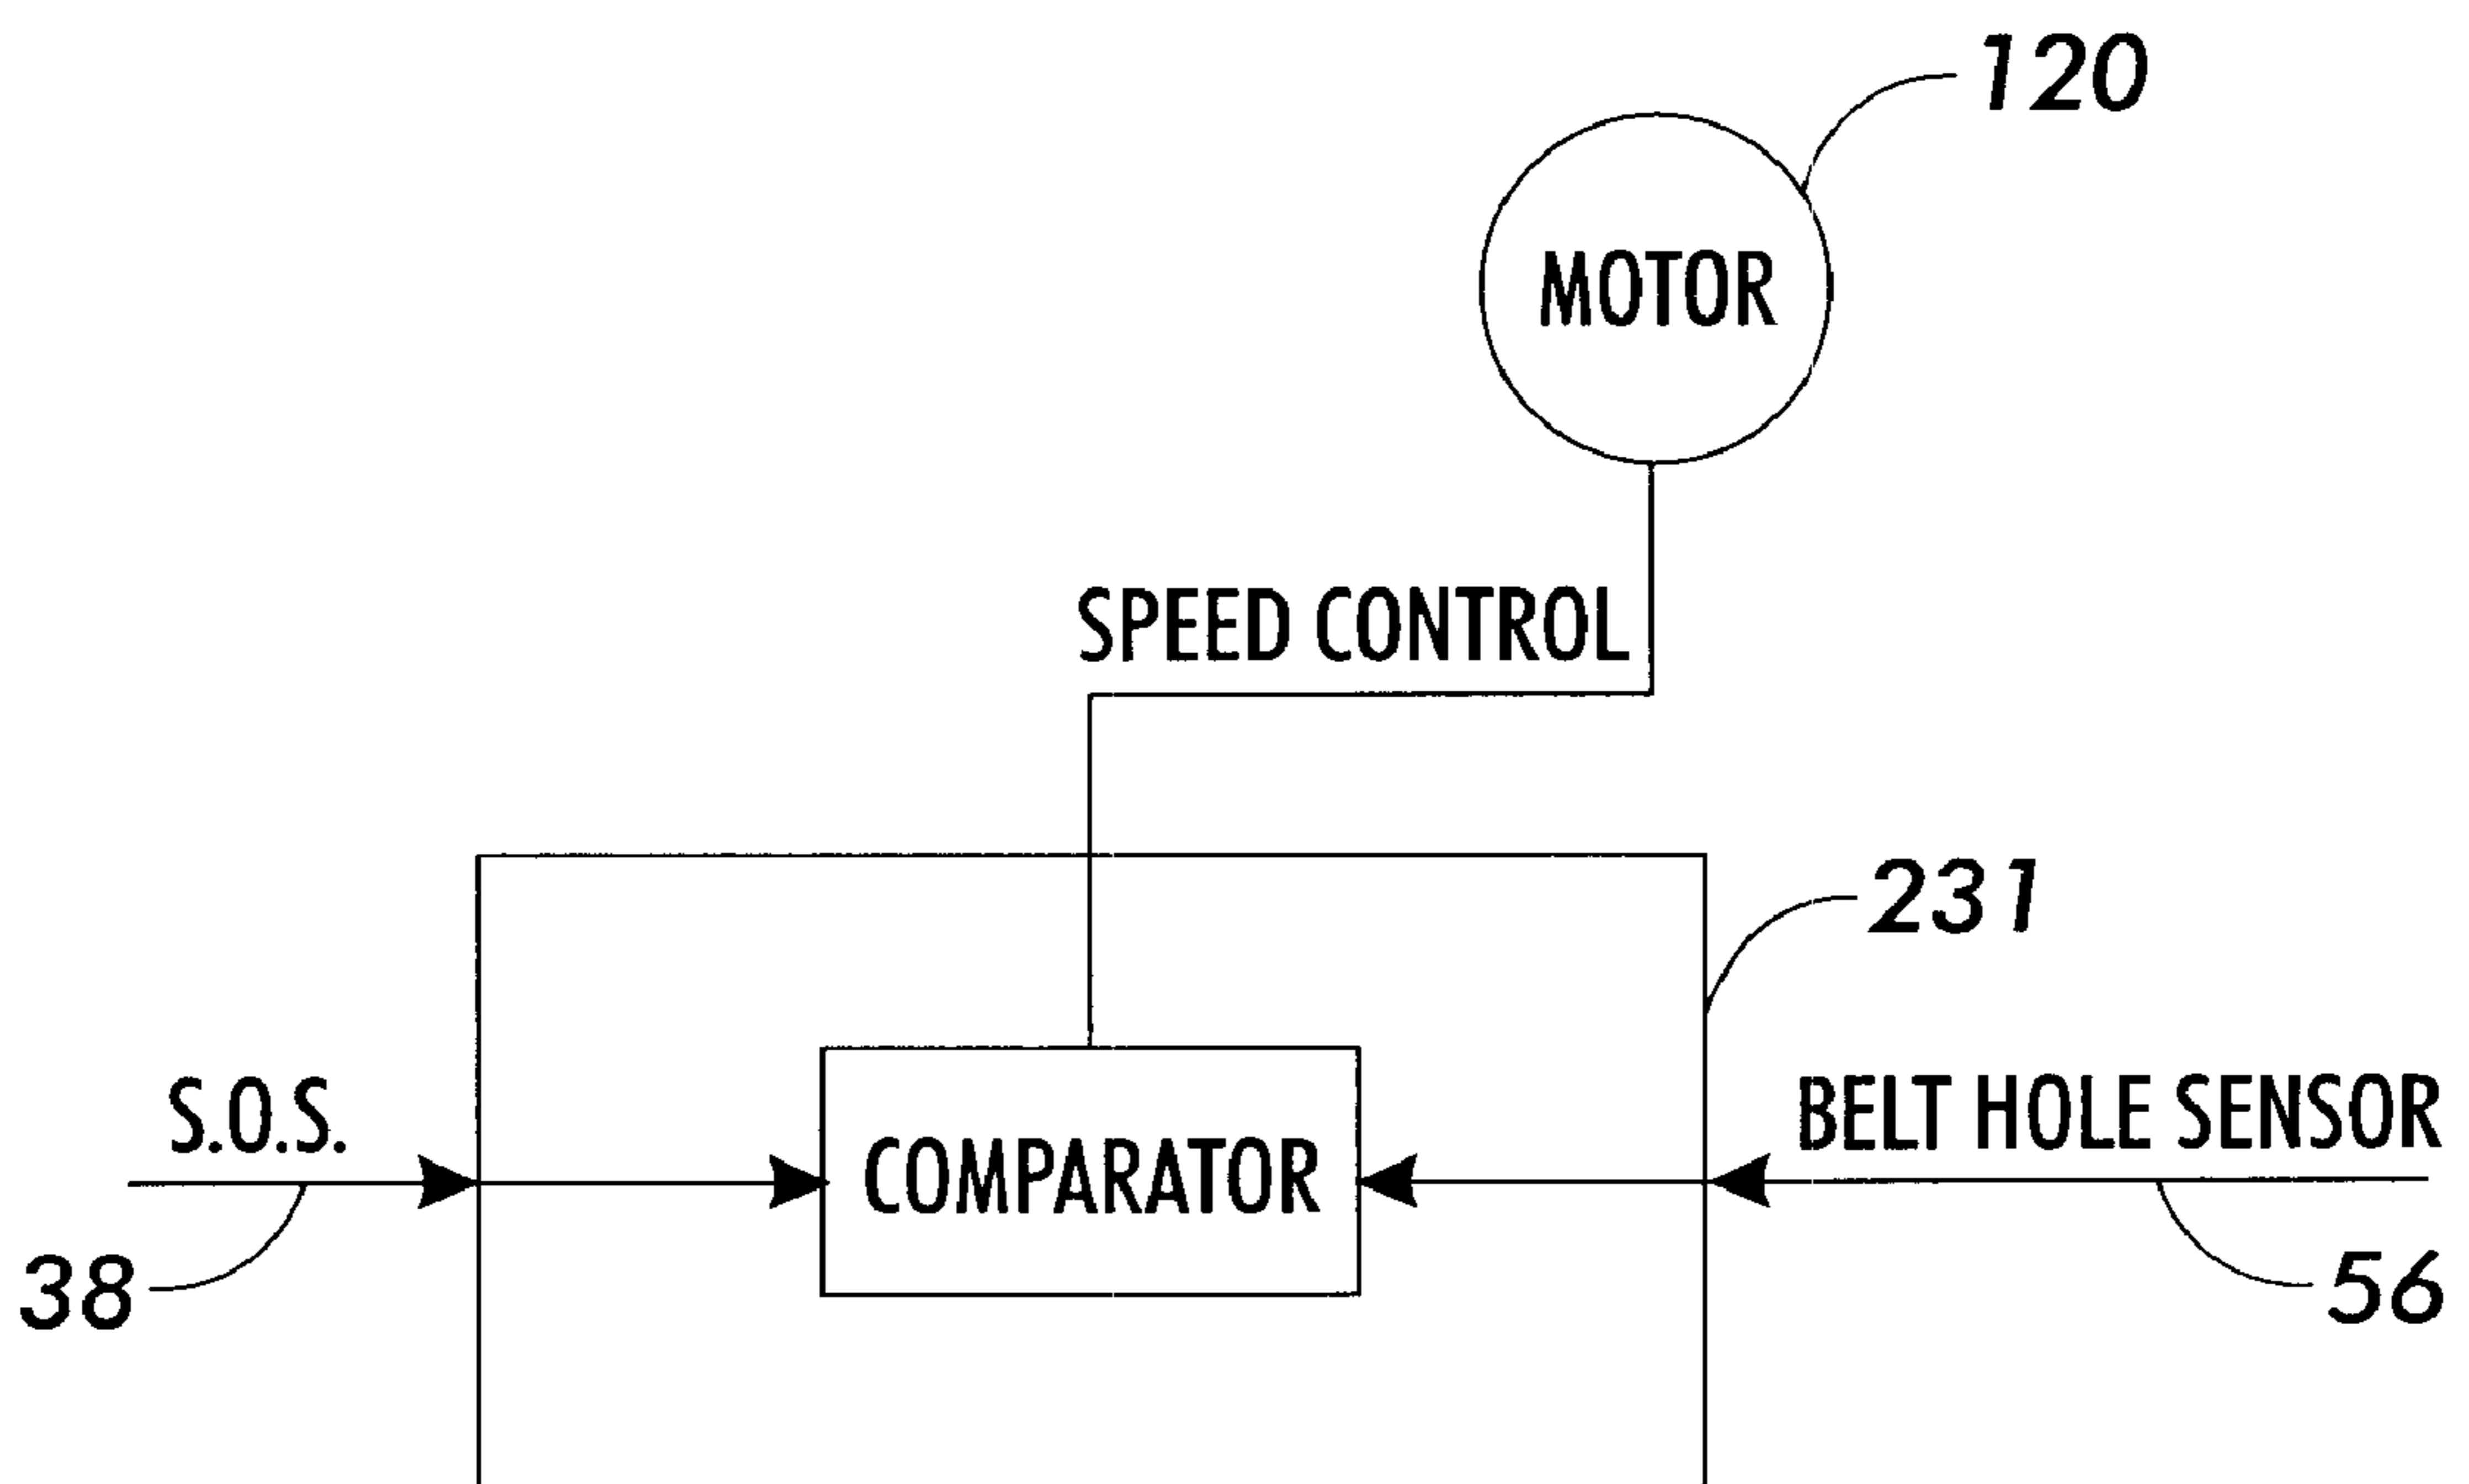 120
MOTOR
SPEED CONTROL
231
S.O.S.
BELT HOLE SENSOR
COMPARATOR
38
56